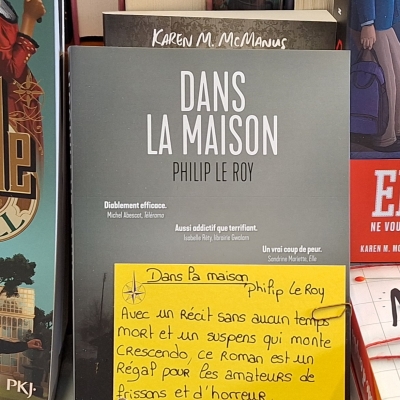 KAREN M. McMANUS
DANS
LA MAISON
PHILIP LE ROY
Diablement efficace.
Michel Abescat, Télérama
Aussi addictif que terrifiant.
Isabelle Réty, librairie Gwalarn
Un vrai coup de peur.
Sandrine Mariette, Elle
Dans la maison
Philip Le Roy
Avec un récit sans aucun temps
mort et un suspens qui monte
crescendo, ce roman est un
Régal pour les amateurs de
frissons et d'horreur.
PKJ.
NE VOU
KAREN M. MC